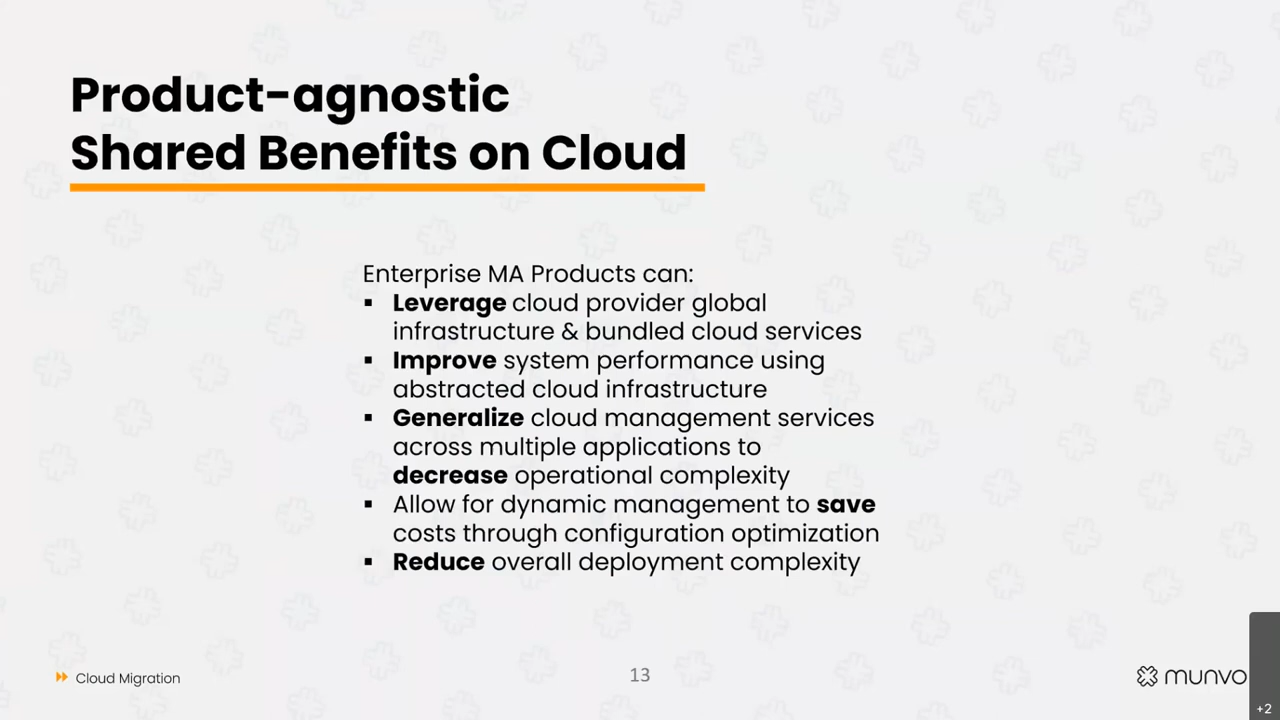 Product-agnostic
Shared Benefits on Cloud
Enterprise MA Products can:
▪ Leverage cloud provider global
infrastructure & bundled cloud services
▪ Improve system performance using
abstracted cloud infrastructure
▪ Generalize cloud management services
across multiple applications to
decrease operational complexity
▪ Allow for dynamic management to save
costs through configuration optimization
▪ Reduce overall deployment complexity
Cloud Migration
13
munvo
+2